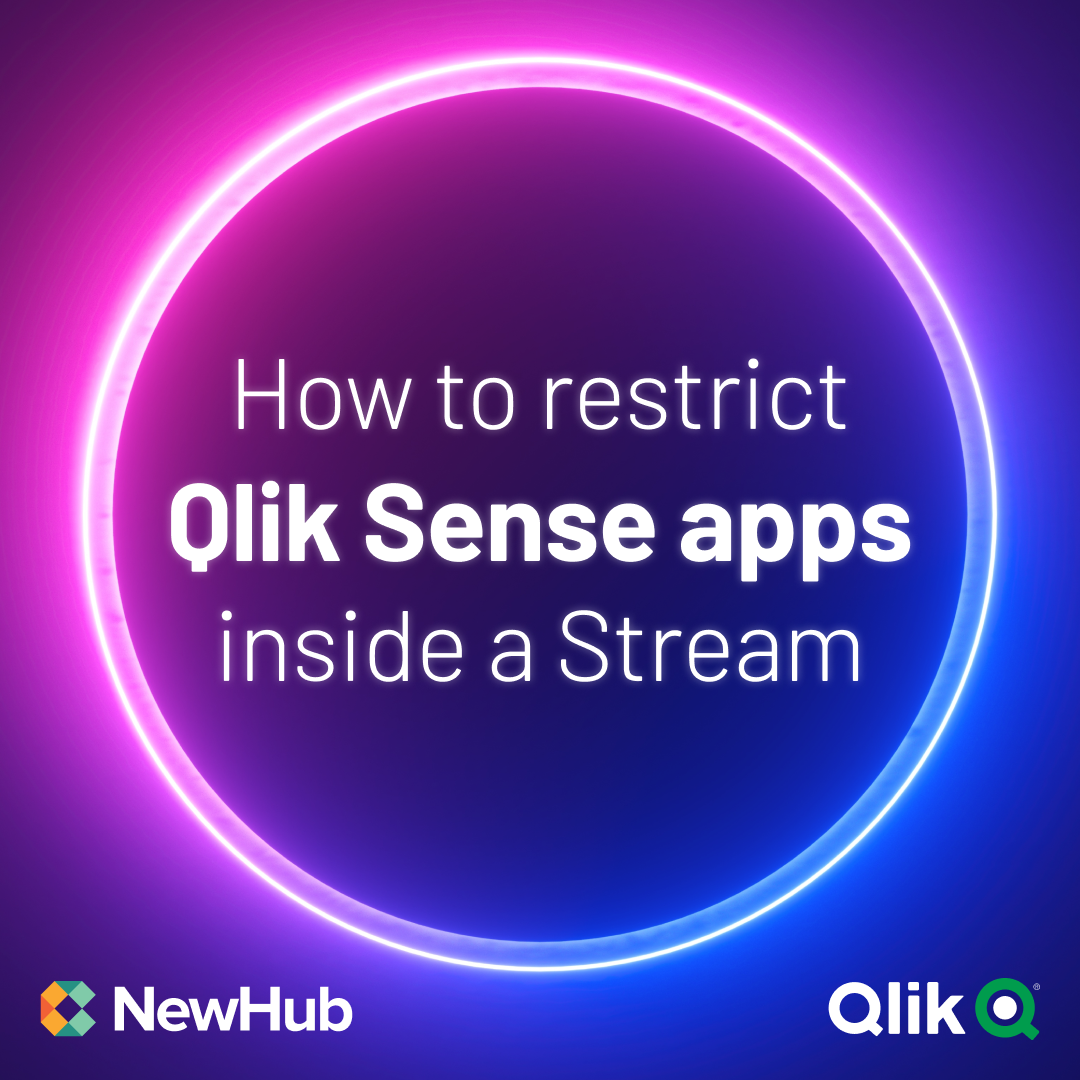 How to restrict
Qlik Sense apps
inside a Stream
NewHub
Qlik
®